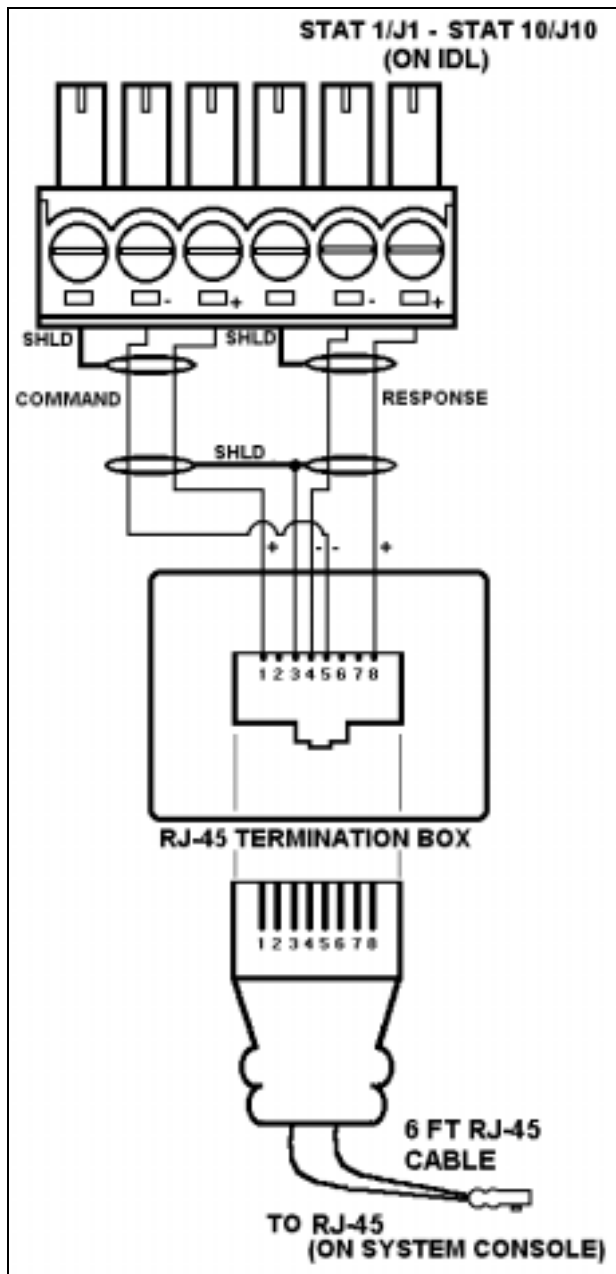 STAT 1/J1 - STAT 10/J10
(ON IDL)
- + - +
SHLD SHLD
COMMAND RESPONSE
SHLD
+ - - +
1 2 3 4 5 6 7 8
RJ-45 TERMINATION BOX
1 2 3 4 5 6 7 8
6 FT RJ-45
CABLE
TO RJ-45
(ON SYSTEM CONSOLE)